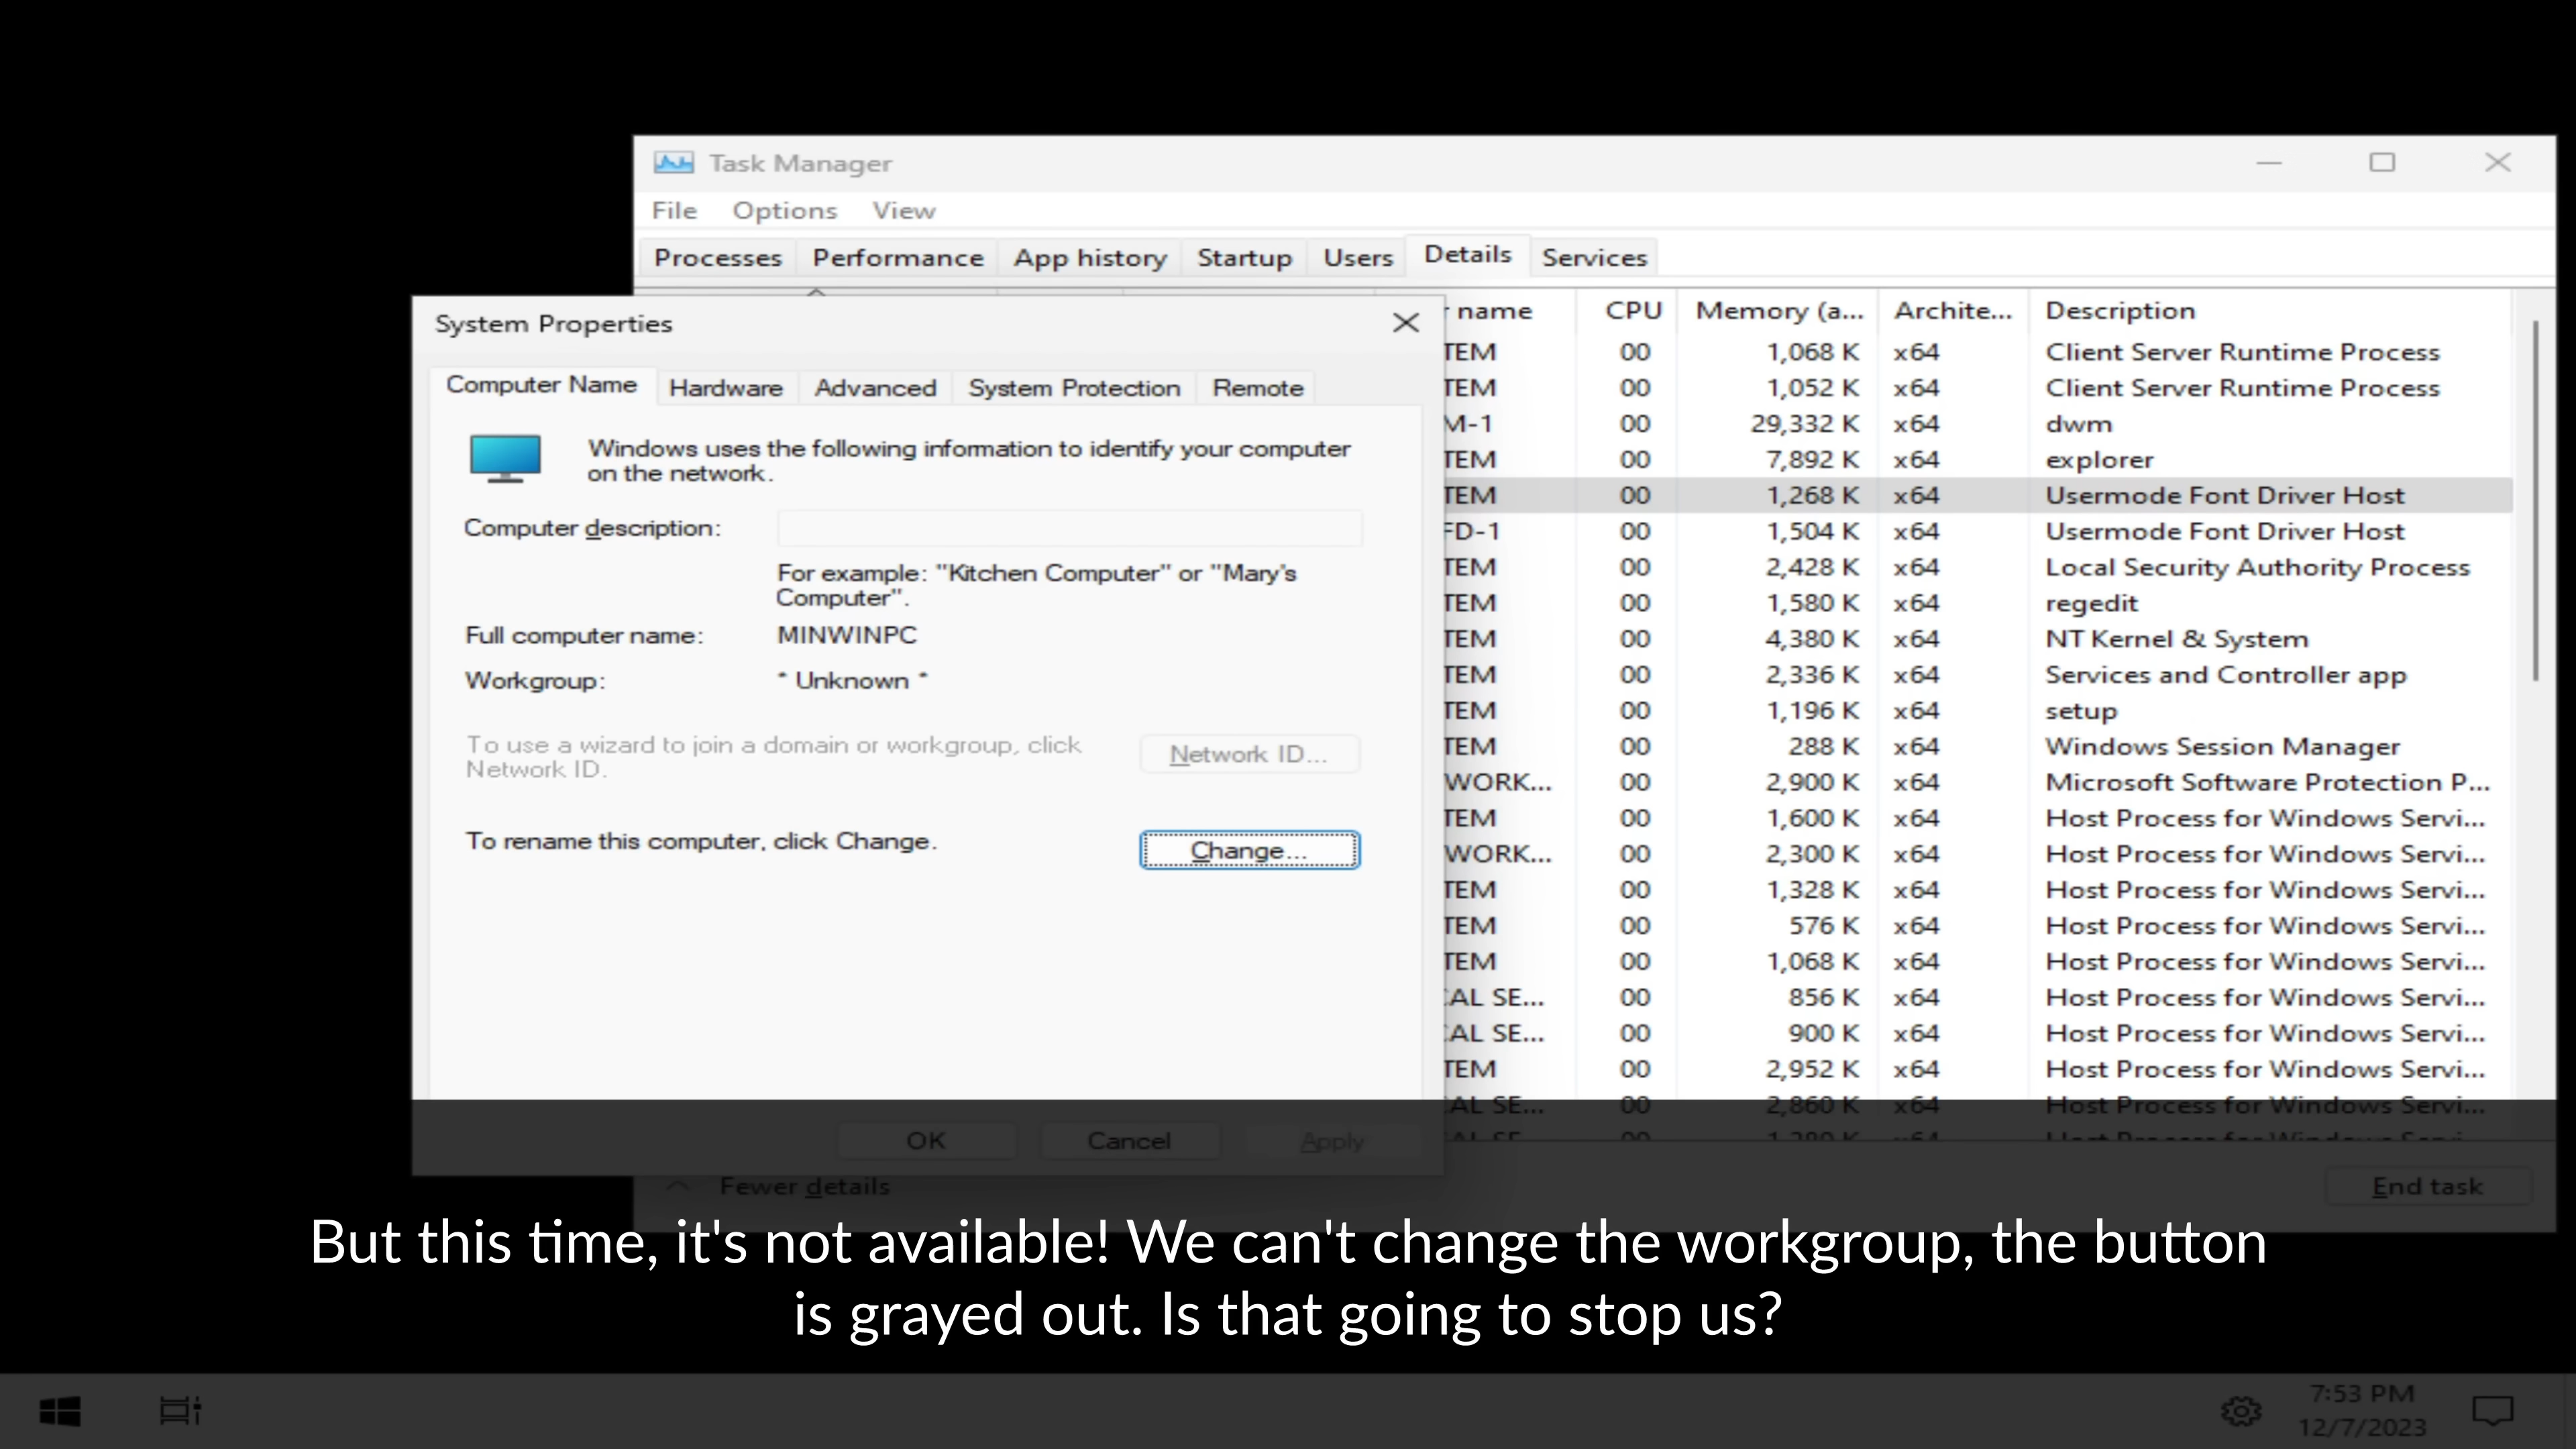 Task Manager
File Options View
Processes Performance App history Startup Users Details Services
name CPU Memory (a... Archite... Description
TEM 00 1,068 K x64 Client Server Runtime Process
TEM 00 1,052 K x64 Client Server Runtime Process
M-1 00 29,332 K x64 dwm
TEM 00 7,892 K x64 explorer
TEM 00 1,268 K x64 Usermode Font Driver Host
FD-1 00 1,504 K x64 Usermode Font Driver Host
TEM 00 2,428 K x64 Local Security Authority Process
TEM 00 1,580 K x64 regedit
TEM 00 4,380 K x64 NT Kernel & System
TEM 00 2,336 K x64 Services and Controller app
TEM 00 1,196 K x64 setup
TEM 00 288 K x64 Windows Session Manager
WORK... 00 2,900 K x64 Microsoft Software Protection P...
TEM 00 1,600 K x64 Host Process for Windows Servi...
WORK... 00 2,300 K x64 Host Process for Windows Servi...
TEM 00 1,328 K x64 Host Process for Windows Servi...
TEM 00 576 K x64 Host Process for Windows Servi...
TEM 00 1,068 K x64 Host Process for Windows Servi...
CAL SE... 00 856 K x64 Host Process for Windows Servi...
CAL SE... 00 900 K x64 Host Process for Windows Servi...
TEM 00 2,952 K x64 Host Process for Windows Servi...
CAL SE... 00 2,860 K x64 Host Process for Windows Servi...
Fewer details End task
System Properties
Computer Name Hardware Advanced System Protection Remote
Windows uses the following information to identify your computer
on the network.
Computer description:
For example: "Kitchen Computer" or "Mary's
Computer".
Full computer name: MINWINPC
Workgroup: * Unknown *
To use a wizard to join a domain or workgroup, click
Network ID.
Network ID...
To rename this computer, click Change.
Change...
OK Cancel Apply
But this time, it's not available! We can't change the workgroup, the button
is grayed out. Is that going to stop us?
7:53 PM
12/7/2023